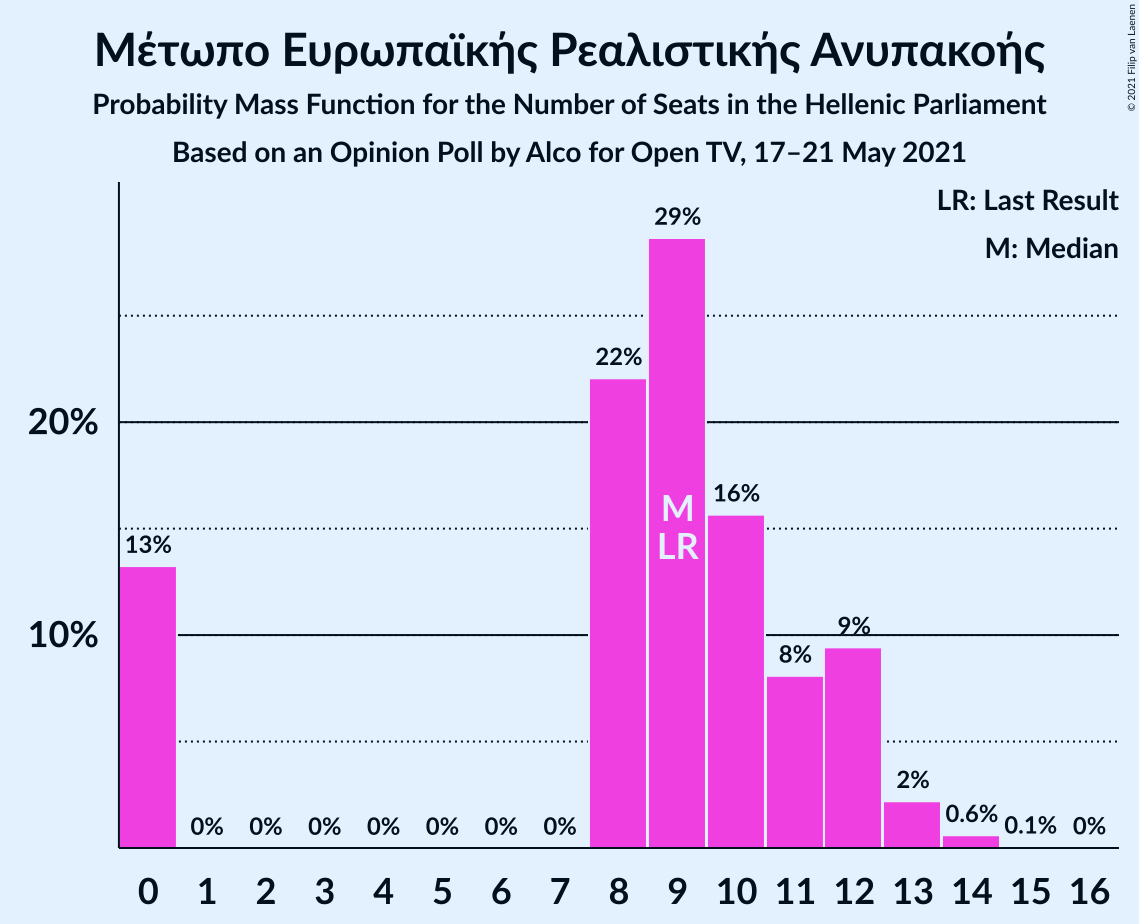 Μέτωπο Ευρωπαϊκής Ρεαλιστικής Ανυπακοής
Probability Mass Function for the Number of Seats in the Hellenic Parliament
Based on an Opinion Poll by Alco for Open TV, 17–21 May 2021
© 2021 Filip van Laenen
LR: Last Result
M: Median
20%
10%
13%
0%
0%
0%
0%
0%
0%
0%
22%
29%
M
LR
16%
8%
9%
2%
0.6%
0.1%
0%
0 1 2 3 4 5 6 7 8 9 10 11 12 13 14 15 16